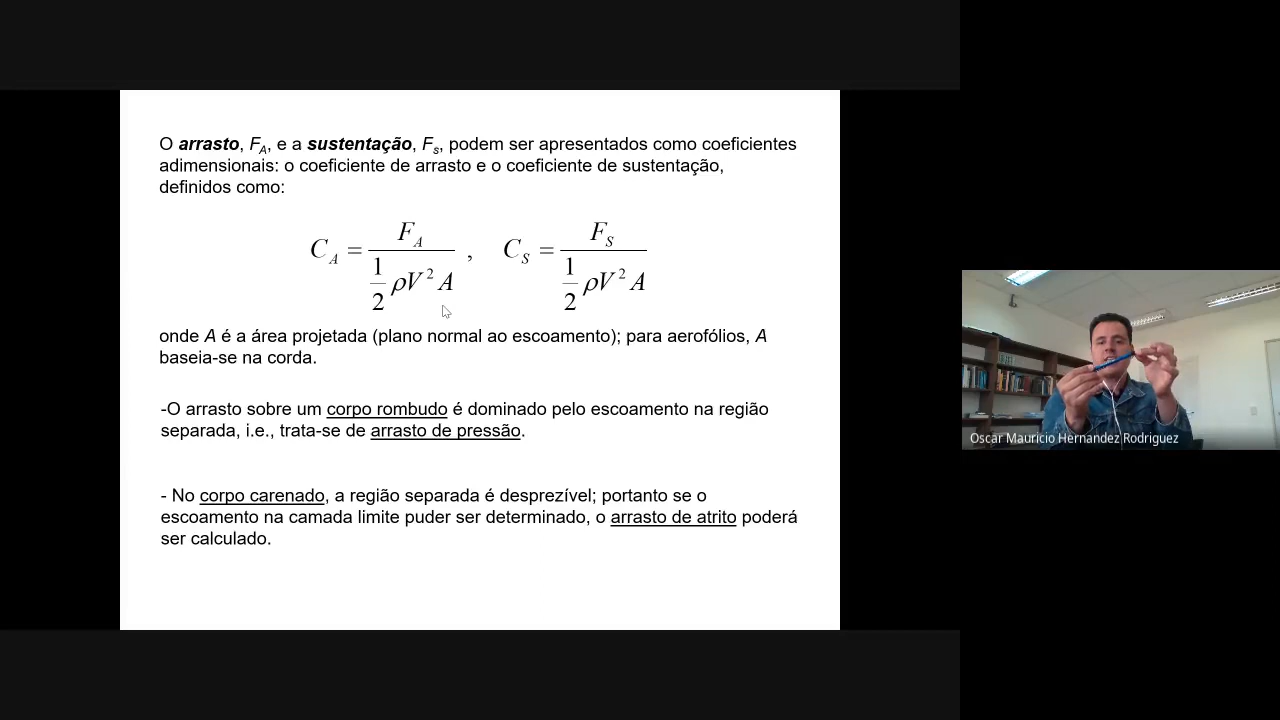 O arrasto, F_A, e a sustentação, F_s, podem ser apresentados como coeficientes
adimensionais: o coeficiente de arrasto e o coeficiente de sustentação,
definidos como:
C_A = F_A / (1/2 ρV² A) , C_S = F_S / (1/2 ρV² A)
onde A é a área projetada (plano normal ao escoamento); para aerofólios, A
baseia-se na corda.
-O arrasto sobre um corpo rombudo é dominado pelo escoamento na região
separada, i.e., trata-se de arrasto de pressão.
- No corpo carenado, a região separada é desprezível; portanto se o
escoamento na camada limite puder ser determinado, o arrasto de atrito poderá
ser calculado.
Oscar Mauricio Hernandez Rodriguez